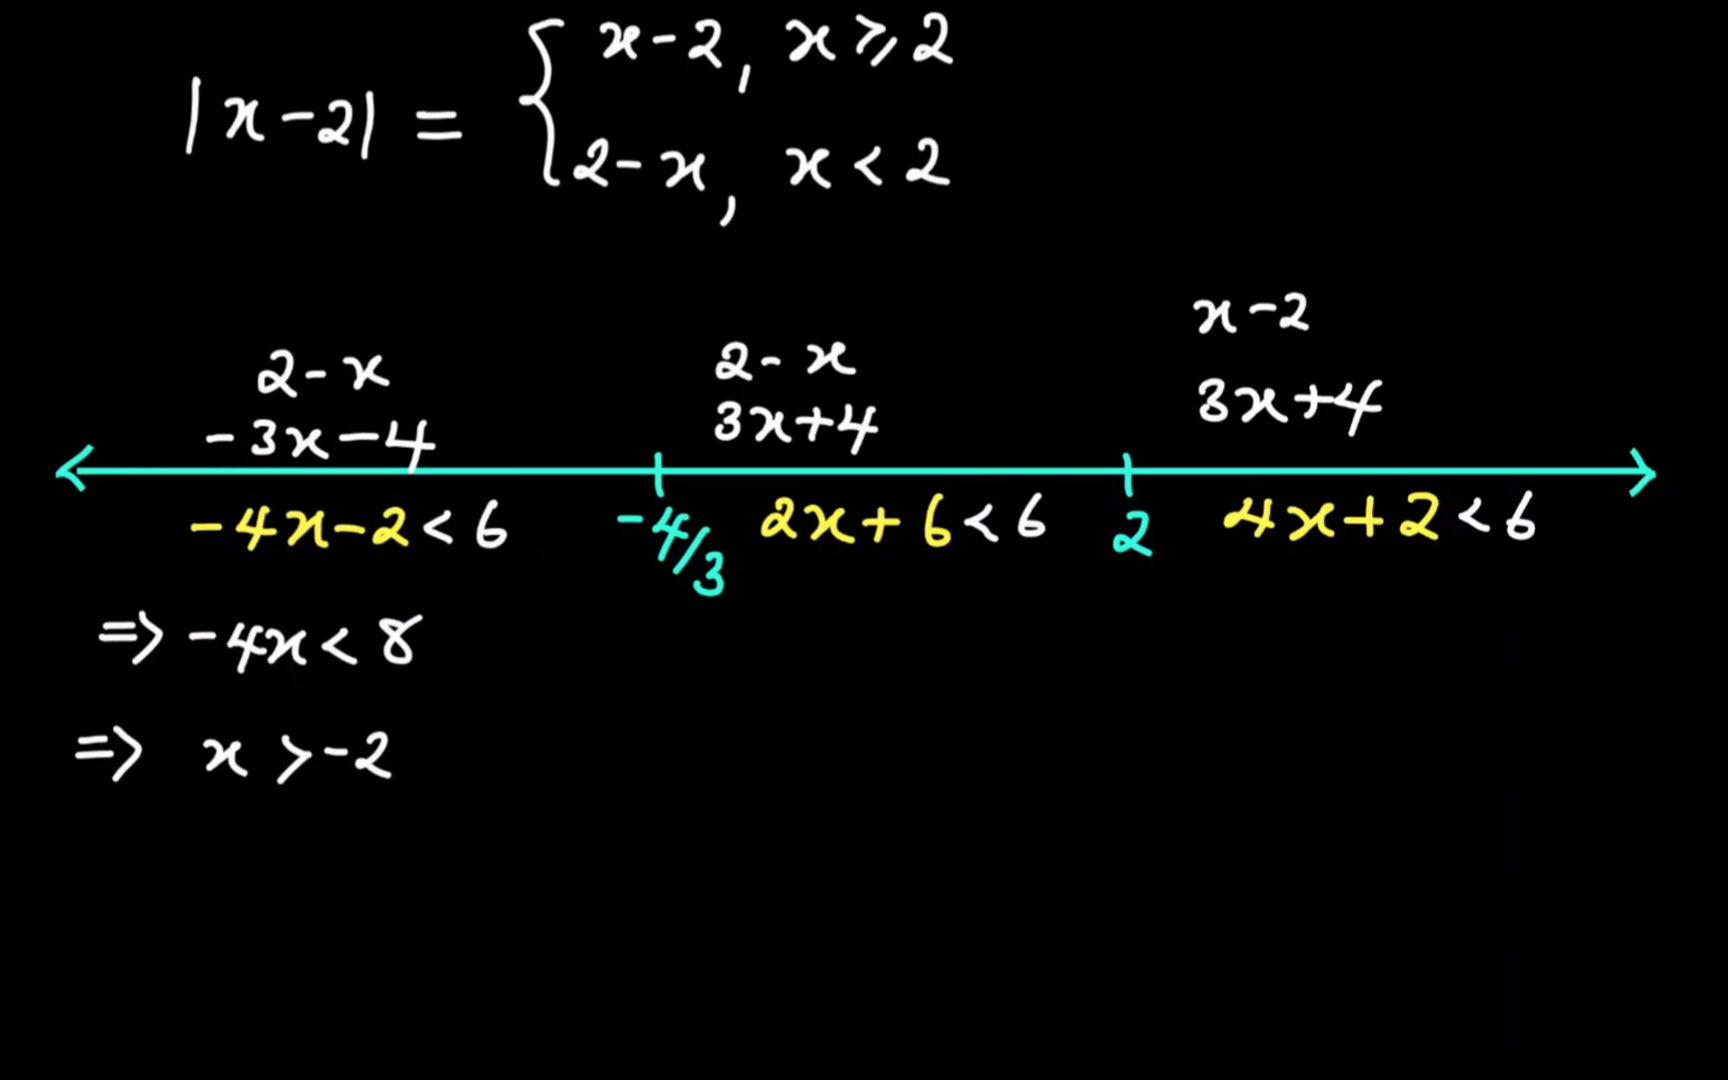 x-2, x⩾2
|x-2| =
2-x, x<2
x-2
2-x 2-x 3x+4
-3x-4 3x+4
-4x-2<6 -4/3 2x+6<6 2 4x+2<6
⇒ -4x<8
⇒ x>-2